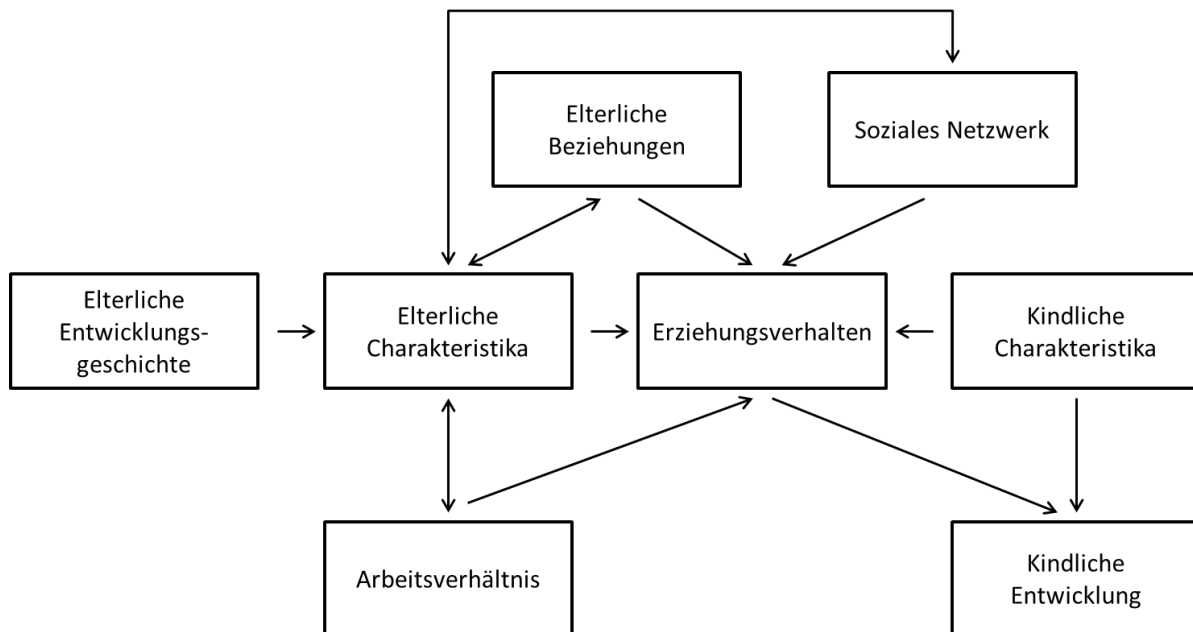 Elterliche
Beziehungen
Soziales Netzwerk
Elterliche
Entwicklungs-
geschichte
Elterliche
Charakteristika
Erziehungsverhalten
Kindliche
Charakteristika
Arbeitsverhältnis
Kindliche
Entwicklung